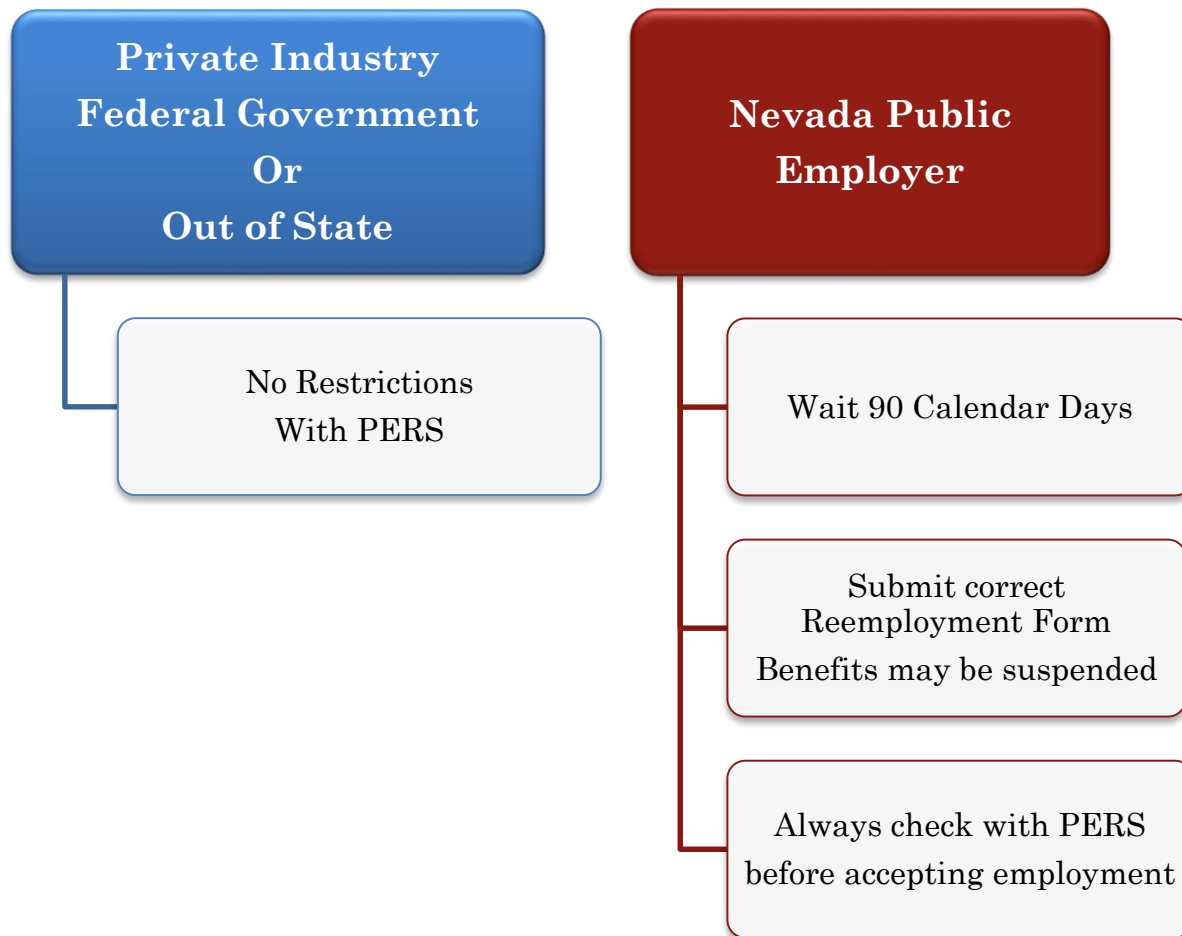 Private Industry
Federal Government
Or
Out of State
No Restrictions
With PERS
Nevada Public
Employer
Wait 90 Calendar Days
Submit correct
Reemployment Form
Benefits may be suspended
Always check with PERS
before accepting employment